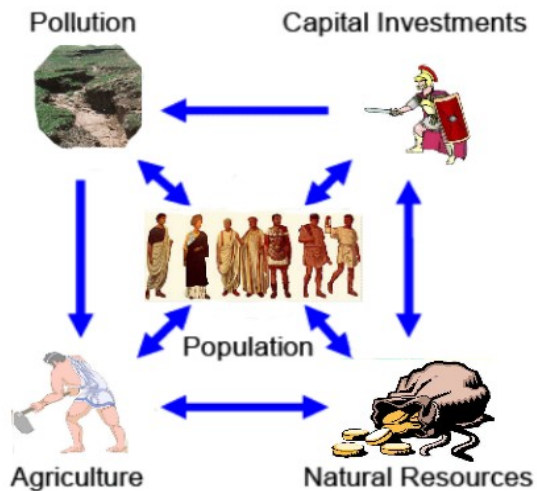 Pollution
Capital Investments
Population
Agriculture
Natural Resources